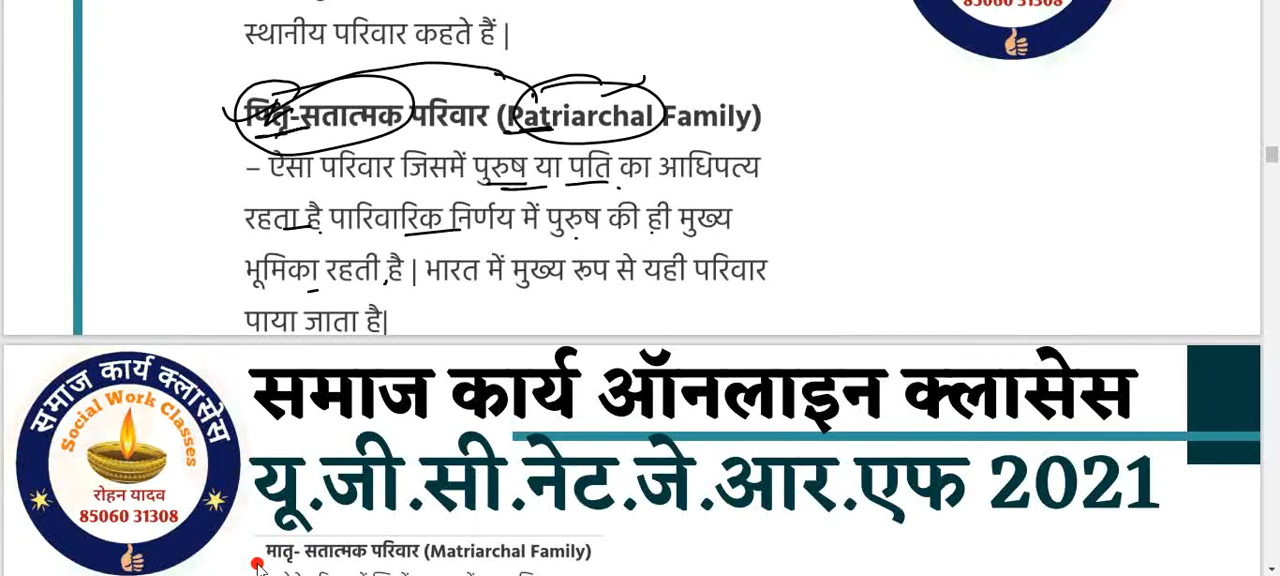 85060 31308
स्थानीय परिवार कहते हैं |
पितृ-सतात्मक परिवार (Patriarchal Family)
– ऐसा परिवार जिसमें पुरुष या पति का आधिपत्य
रहता है पारिवारिक निर्णय में पुरुष की ही मुख्य
भूमिका रहती है | भारत में मुख्य रूप से यही परिवार
पाया जाता है|
समाज कार्य क्लासेस
Social Work Classes
रोहन यादव
85060 31308
समाज कार्य ऑनलाइन क्लासेस
यू.जी.सी.नेट.जे.आर.एफ 2021
मातृ- सतात्मक परिवार (Matriarchal Family)